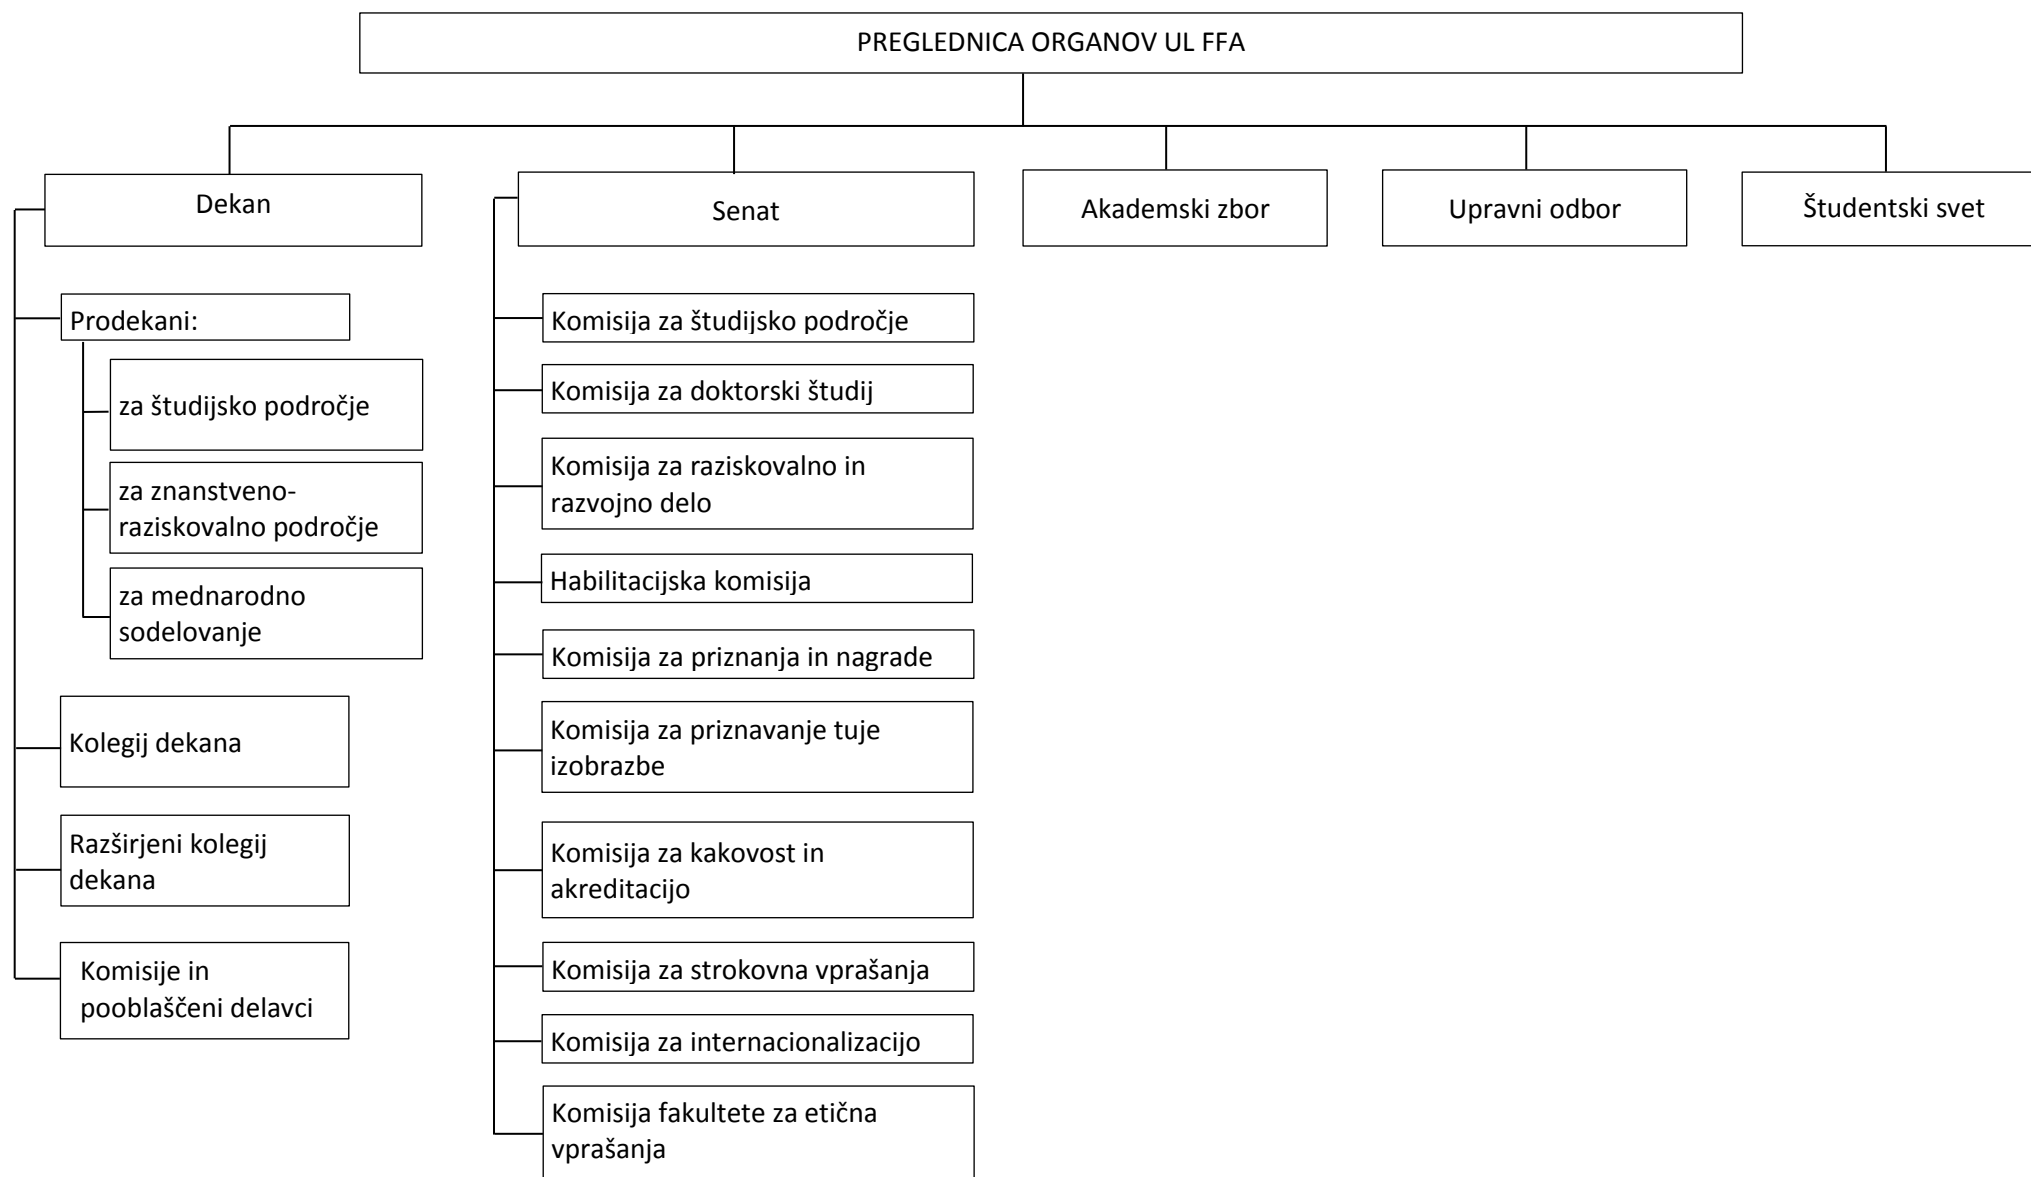 PREGLEDNICA ORGANOV UL FFA
Dekan
Prodekani:
za študijsko področje
za znanstveno-
raziskovalno področje
za mednarodno
sodelovanje
Kolegij dekana
Razširjeni kolegij
dekana
Komisije in
pooblaščeni delavci
Senat
Komisija za študijsko področje
Komisija za doktorski študij
Komisija za raziskovalno in
razvojno delo
Habilitacijska komisija
Komisija za priznanja in nagrade
Komisija za priznavanje tuje
izobrazbe
Komisija za kakovost in
akreditacijo
Komisija za strokovna vprašanja
Komisija za internacionalizacijo
Komisija fakultete za etična
vprašanja
Akademski zbor
Upravni odbor
Študentski svet